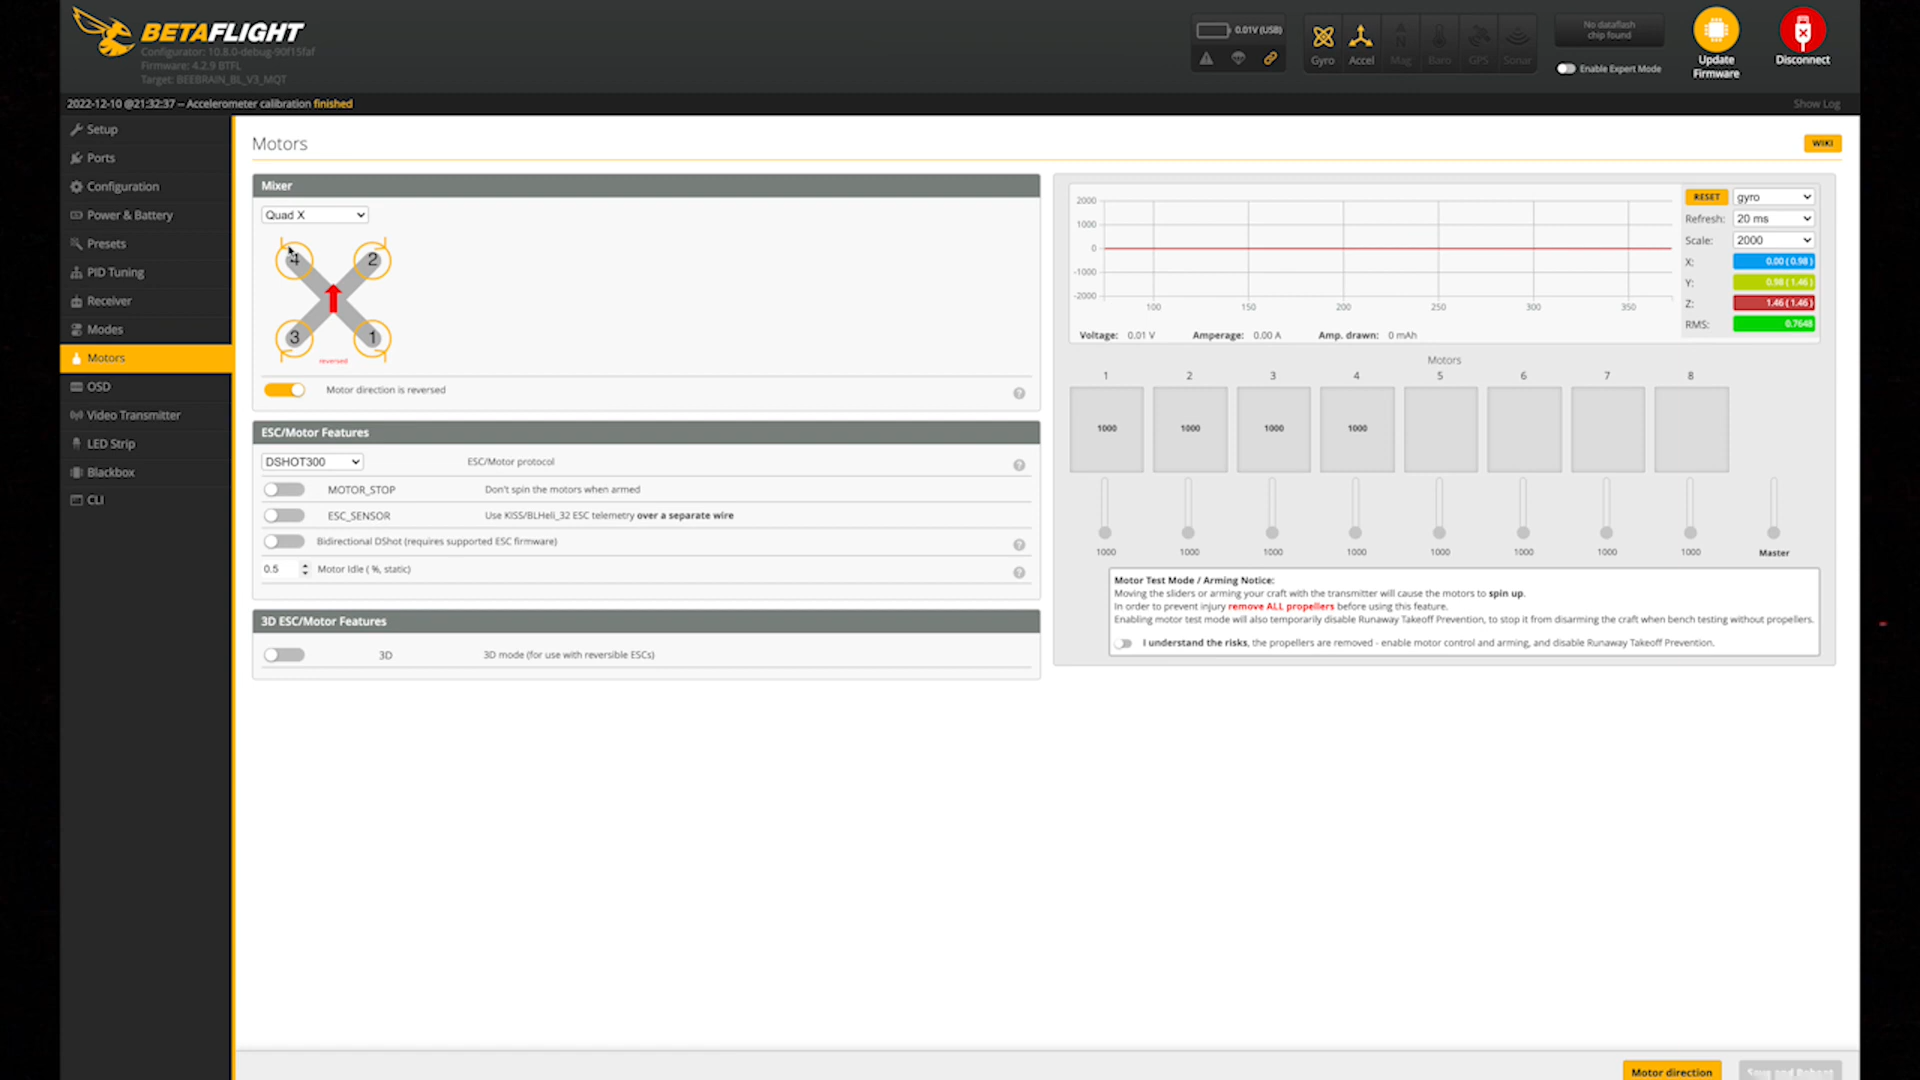 BETAFLIGHT
Configurator: 10.8.0-debug-90f15faf
Firmware: 4.2.9 BTFL
Target: BEEBRAIN_BL_V3_MQT
0.01V (USB)
Gyro
Accel
Mag
Baro
GPS
Sonar
No dataflash
chip found
Enable Expert Mode
Update
Firmware
Disconnect
2022-12-10 @21:32:37 -- Accelerometer calibration finished
Show Log
Setup
Ports
Configuration
Power & Battery
Presets
PID Tuning
Receiver
Modes
Motors
OSD
Video Transmitter
LED Strip
Blackbox
CLI
Motors
WIKI
Mixer
Quad X
4
2
3
1
reversed
Motor direction is reversed
?
ESC/Motor Features
DSHOT300
ESC/Motor protocol
?
MOTOR_STOP
Don't spin the motors when armed
ESC_SENSOR
Use KISS/BLHeli_32 ESC telemetry over a separate wire
Bidirectional DShot (requires supported ESC firmware)
?
0.5
Motor Idle ( %, static)
?
3D ESC/Motor Features
3D
3D mode (for use with reversible ESCs)
2000
1000
0
-1000
-2000
100 150 200 250 300 350
RESET gyro
Refresh: 20 ms
Scale: 2000
X: 0.00 ( 0.98 )
Y: 0.98 ( 1.46 )
Z: 1.46 ( 1.46 )
RMS: 0.7648
Voltage: 0.01 V Amperage: 0.00 A Amp. drawn: 0 mAh
Motors
1 2 3 4 5 6 7 8
1000 1000 1000 1000
1000 1000 1000 1000 1000 1000 1000 1000 Master
Motor Test Mode / Arming Notice:
Moving the sliders or arming your craft with the transmitter will cause the motors to spin up.
In order to prevent injury remove ALL propellers before using this feature.
Enabling motor test mode will also temporarily disable Runaway Takeoff Prevention, to stop it from disarming the craft when bench testing without propellers.
I understand the risks, the propellers are removed - enable motor control and arming, and disable Runaway Takeoff Prevention.
Motor direction
Save and Reboot